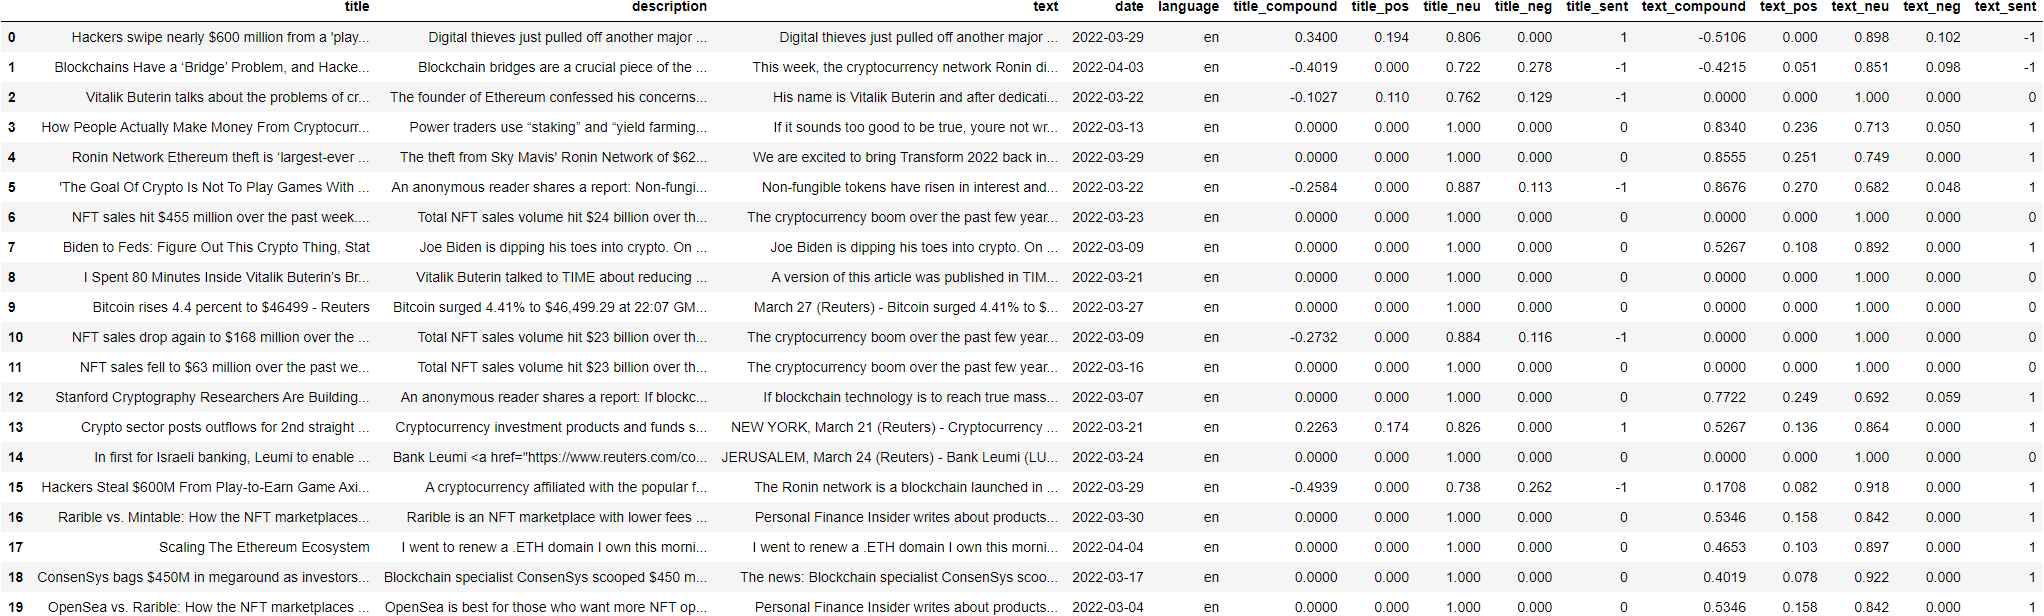 title description text date language title_compound title_pos title_neu title_neg title_sent text_compound text_pos text_neu text_neg text_sent
0 Hackers swipe nearly $600 million from a 'play... Digital thieves just pulled off another major ... Digital thieves just pulled off another major ... 2022-03-29 en 0.3400 0.194 0.806 0.000 1 -0.5106 0.000 0.898 0.102 -1
1 Blockchains Have a ‘Bridge’ Problem, and Hacke... Blockchain bridges are a crucial piece of the ... This week, the cryptocurrency network Ronin di... 2022-04-03 en -0.4019 0.000 0.722 0.278 -1 -0.4215 0.051 0.851 0.098 -1
2 Vitalik Buterin talks about the problems of cr... The founder of Ethereum confessed his concerns... His name is Vitalik Buterin and after dedicati... 2022-03-22 en -0.1027 0.110 0.762 0.129 -1 0.0000 0.000 1.000 0.000 0
3 How People Actually Make Money From Cryptocurr... Power traders use “staking” and “yield farming... If it sounds too good to be true, youre not wr... 2022-03-13 en 0.0000 0.000 1.000 0.000 0 0.8340 0.236 0.713 0.050 1
4 Ronin Network Ethereum theft is ‘largest-ever ... The theft from Sky Mavis' Ronin Network of $62... We are excited to bring Transform 2022 back in... 2022-03-29 en 0.0000 0.000 1.000 0.000 0 0.8555 0.251 0.749 0.000 1
5 'The Goal Of Crypto Is Not To Play Games With ... An anonymous reader shares a report: Non-fungi... Non-fungible tokens have risen in interest and... 2022-03-22 en -0.2584 0.000 0.887 0.113 -1 0.8676 0.270 0.682 0.048 1
6 NFT sales hit $455 million over the past week.... Total NFT sales volume hit $24 billion over th... The cryptocurrency boom over the past few year... 2022-03-23 en 0.0000 0.000 1.000 0.000 0 0.0000 0.000 1.000 0.000 0
7 Biden to Feds: Figure Out This Crypto Thing, Stat Joe Biden is dipping his toes into crypto. On ... Joe Biden is dipping his toes into crypto. On ... 2022-03-09 en 0.0000 0.000 1.000 0.000 0 0.5267 0.108 0.892 0.000 1
8 I Spent 80 Minutes Inside Vitalik Buterin’s Br... Vitalik Buterin talked to TIME about reducing ... A version of this article was published in TIM... 2022-03-21 en 0.0000 0.000 1.000 0.000 0 0.0000 0.000 1.000 0.000 0
9 Bitcoin rises 4.4 percent to $46499 - Reuters Bitcoin surged 4.41% to $46,499.29 at 22:07 GM... March 27 (Reuters) - Bitcoin surged 4.41% to $... 2022-03-27 en 0.0000 0.000 1.000 0.000 0 0.0000 0.000 1.000 0.000 0
10 NFT sales drop again to $168 million over the ... Total NFT sales volume hit $23 billion over th... The cryptocurrency boom over the past few year... 2022-03-09 en -0.2732 0.000 0.884 0.116 -1 0.0000 0.000 1.000 0.000 0
11 NFT sales fell to $63 million over the past we... Total NFT sales volume hit $23 billion over th... The cryptocurrency boom over the past few year... 2022-03-16 en 0.0000 0.000 1.000 0.000 0 0.0000 0.000 1.000 0.000 0
12 Stanford Cryptography Researchers Are Building... An anonymous reader shares a report: If blockc... If blockchain technology is to reach true mass... 2022-03-07 en 0.0000 0.000 1.000 0.000 0 0.7722 0.249 0.692 0.059 1
13 Crypto sector posts outflows for 2nd straight ... Cryptocurrency investment products and funds s... NEW YORK, March 21 (Reuters) - Cryptocurrency ... 2022-03-21 en 0.2263 0.174 0.826 0.000 1 0.5267 0.136 0.864 0.000 1
14 In first for Israeli banking, Leumi to enable ... Bank Leumi <a href="https://www.reuters.com/co... JERUSALEM, March 24 (Reuters) - Bank Leumi (LU... 2022-03-24 en 0.0000 0.000 1.000 0.000 0 0.0000 0.000 1.000 0.000 0
15 Hackers Steal $600M From Play-to-Earn Game Axi... A cryptocurrency affiliated with the popular f... The Ronin network is a blockchain launched in ... 2022-03-29 en -0.4939 0.000 0.738 0.262 -1 0.1708 0.082 0.918 0.000 1
16 Rarible vs. Mintable: How the NFT marketplaces... Rarible is an NFT marketplace with lower fees ... Personal Finance Insider writes about products... 2022-03-30 en 0.0000 0.000 1.000 0.000 0 0.5346 0.158 0.842 0.000 1
17 Scaling The Ethereum Ecosystem I went to renew a .ETH domain I own this morni... I went to renew a .ETH domain I own this morni... 2022-04-04 en 0.0000 0.000 1.000 0.000 0 0.4653 0.103 0.897 0.000 1
18 ConsenSys bags $450M in megaround as investors... Blockchain specialist ConsenSys scooped $450 m... The news: Blockchain specialist ConsenSys scoo... 2022-03-17 en 0.0000 0.000 1.000 0.000 0 0.4019 0.078 0.922 0.000 1
19 OpenSea vs. Rarible: How the NFT marketplaces ... OpenSea is best for those who want more NFT op... Personal Finance Insider writes about products... 2022-03-04 en 0.0000 0.000 1.000 0.000 0 0.5346 0.158 0.842 0.000 1